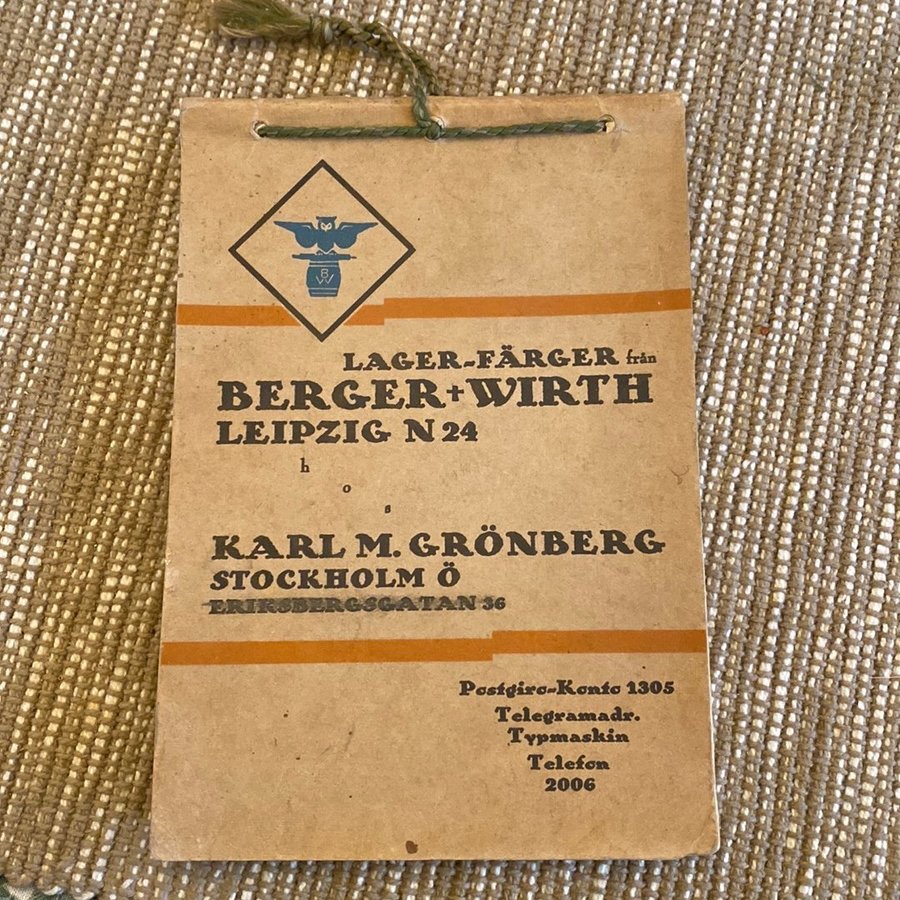 B
W
LAGER-FÄRGER från
BERGER+WIRTH
LEIPZIG N 24
h
o
s
KARL M. GRÖNBERG
STOCKHOLM Ö
ERIKSBERGSGATAN 36
Postgiro-Konto 1305
Telegramadr.
Typmaskin
Telefon
2006